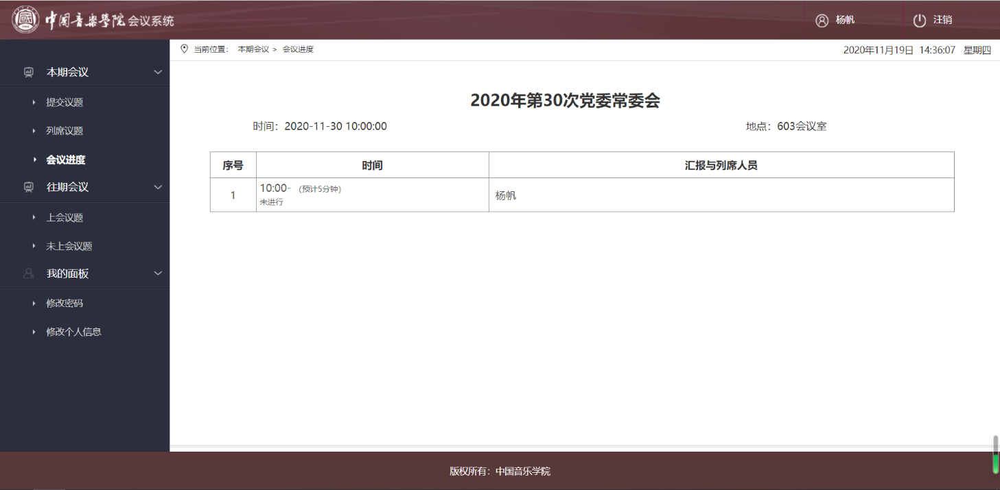 中国音乐學院会议系统
杨帆
注销
当前位置： 本期会议 > 会议进度
2020年11月19日 14:36:07 星期四
本期会议
提交议题
列席议题
会议进度
往期会议
上会议题
未上会议题
我的面板
修改密码
修改个人信息
2020年第30次党委常委会
时间：2020-11-30 10:00:00
地点：603会议室
序号 时间 汇报与列席人员
1 10:00- (预计5分钟) 杨帆
未进行
版权所有：中国音乐学院